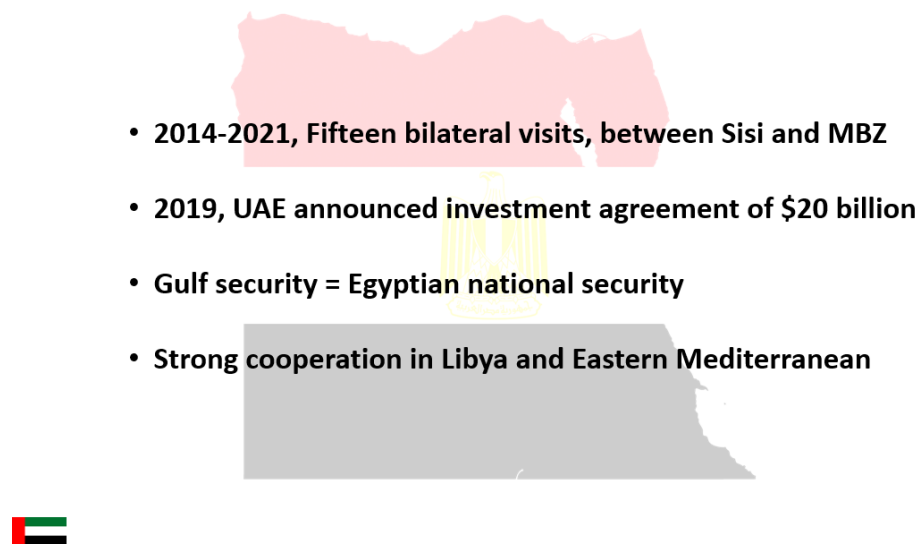 • 2014-2021, Fifteen bilateral visits, between Sisi and MBZ
• 2019, UAE announced investment agreement of $20 billion
• Gulf security = Egyptian national security
• Strong cooperation in Libya and Eastern Mediterranean